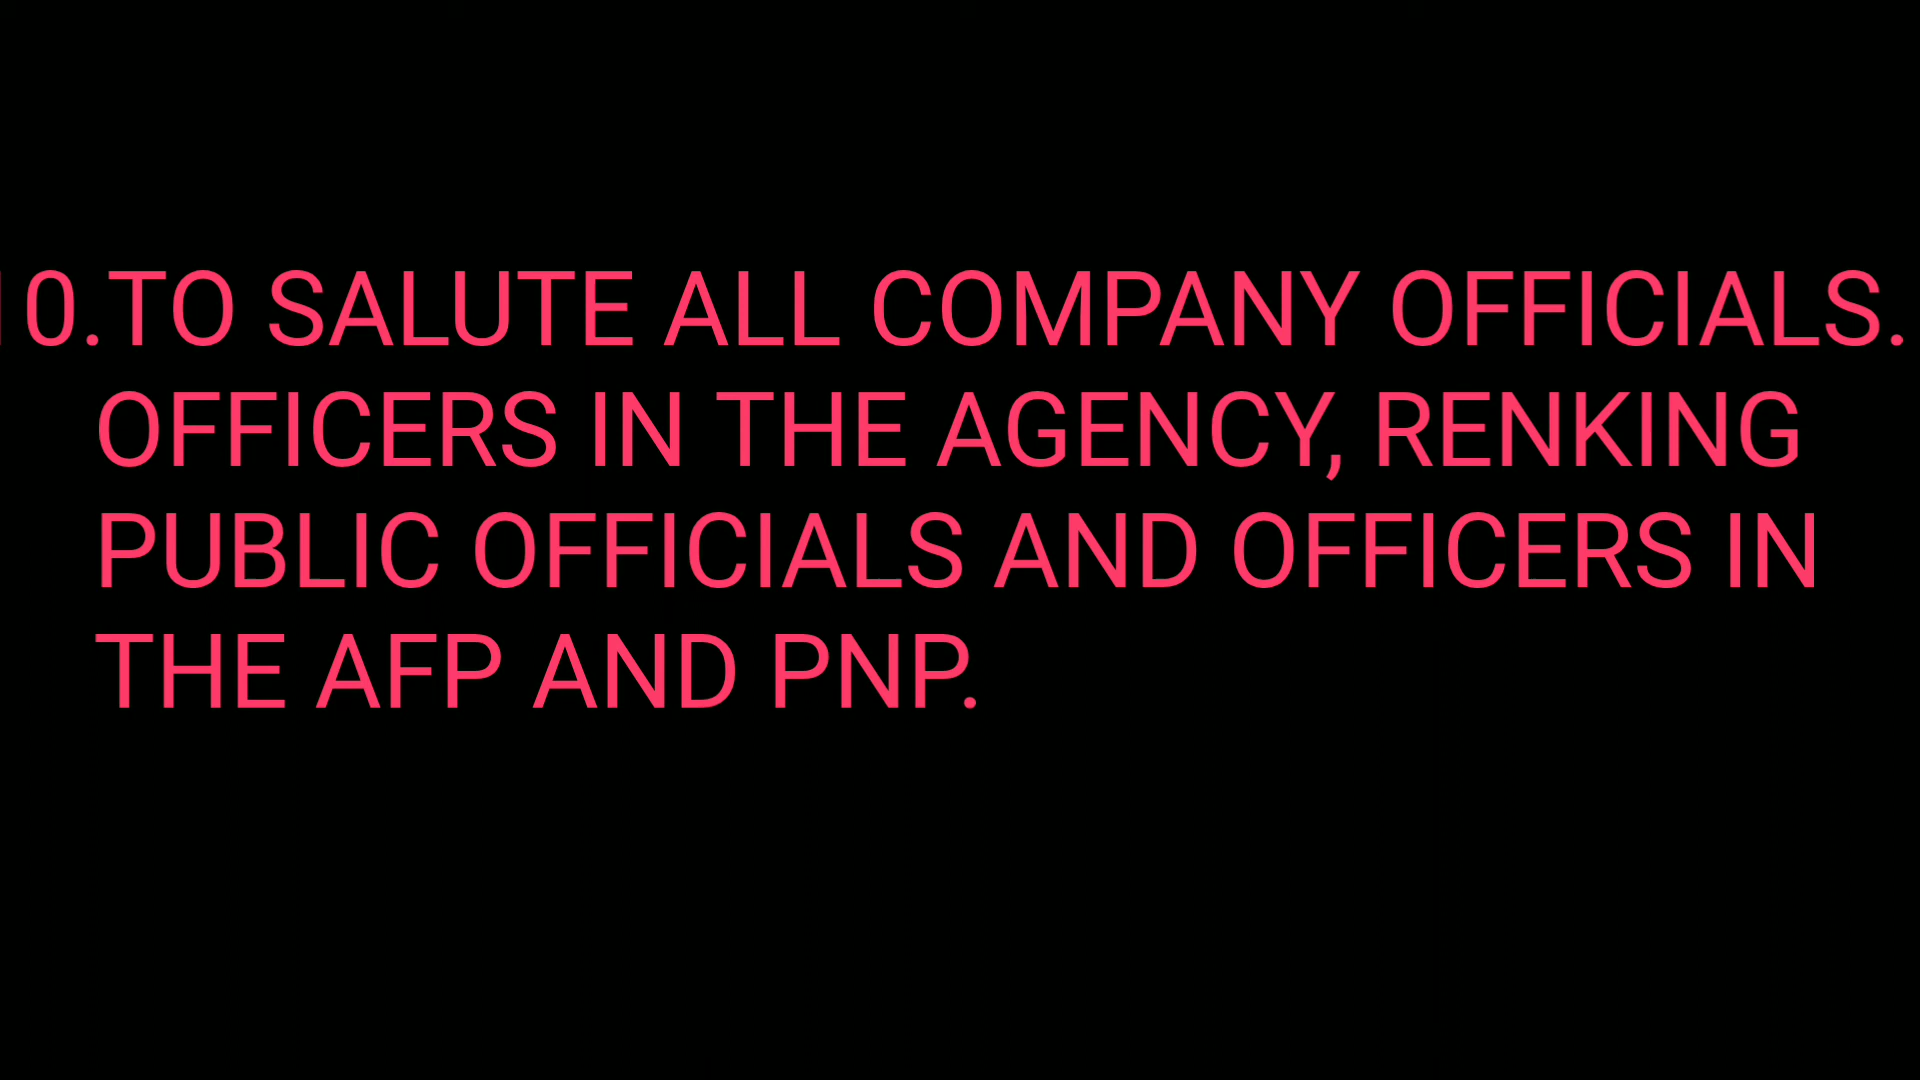 10.TO SALUTE ALL COMPANY OFFICIALS.
OFFICERS IN THE AGENCY, RENKING
PUBLIC OFFICIALS AND OFFICERS IN
THE AFP AND PNP.